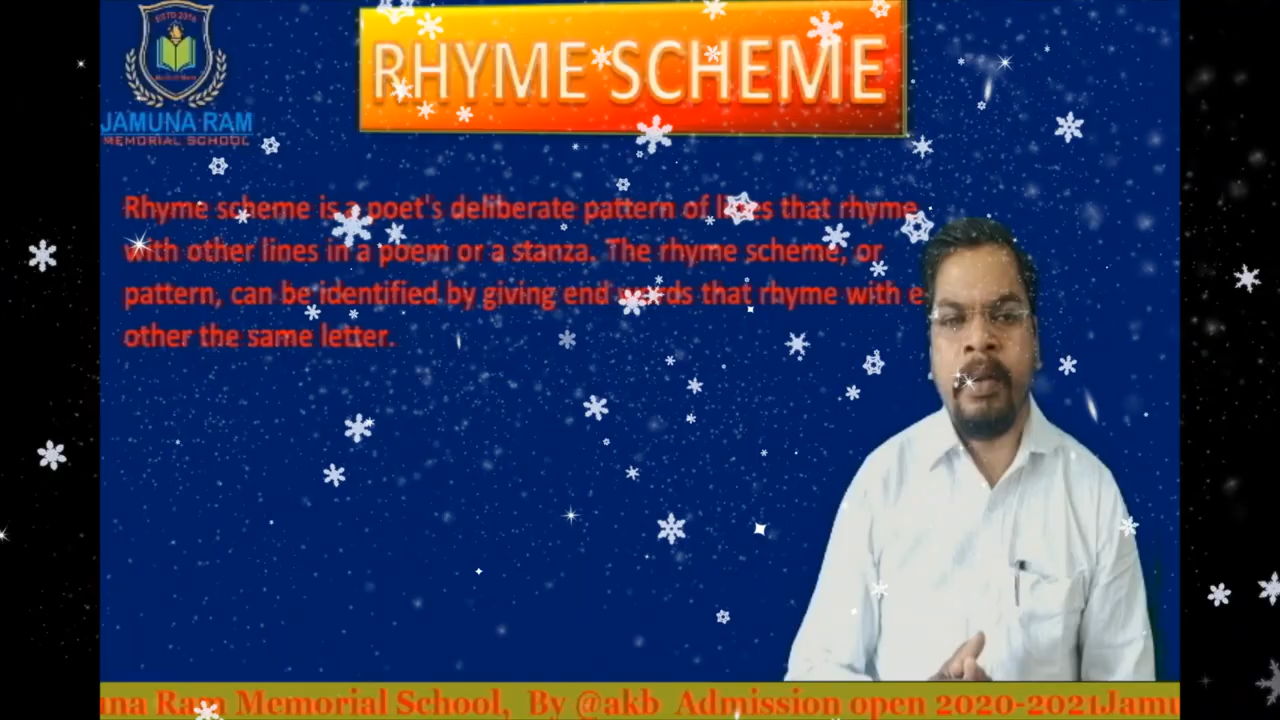 ESTD-2018
JAMUNA RAM
MEMORIAL SCHOOL
RHYME SCHEME
Rhyme scheme is a poet's deliberate pattern of lines that rhyme
with other lines in a poem or a stanza. The rhyme scheme, or
pattern, can be identified by giving end words that rhyme with e
other the same letter.
una Ram Memorial School, By @akb Admission open 2020-2021Jamu